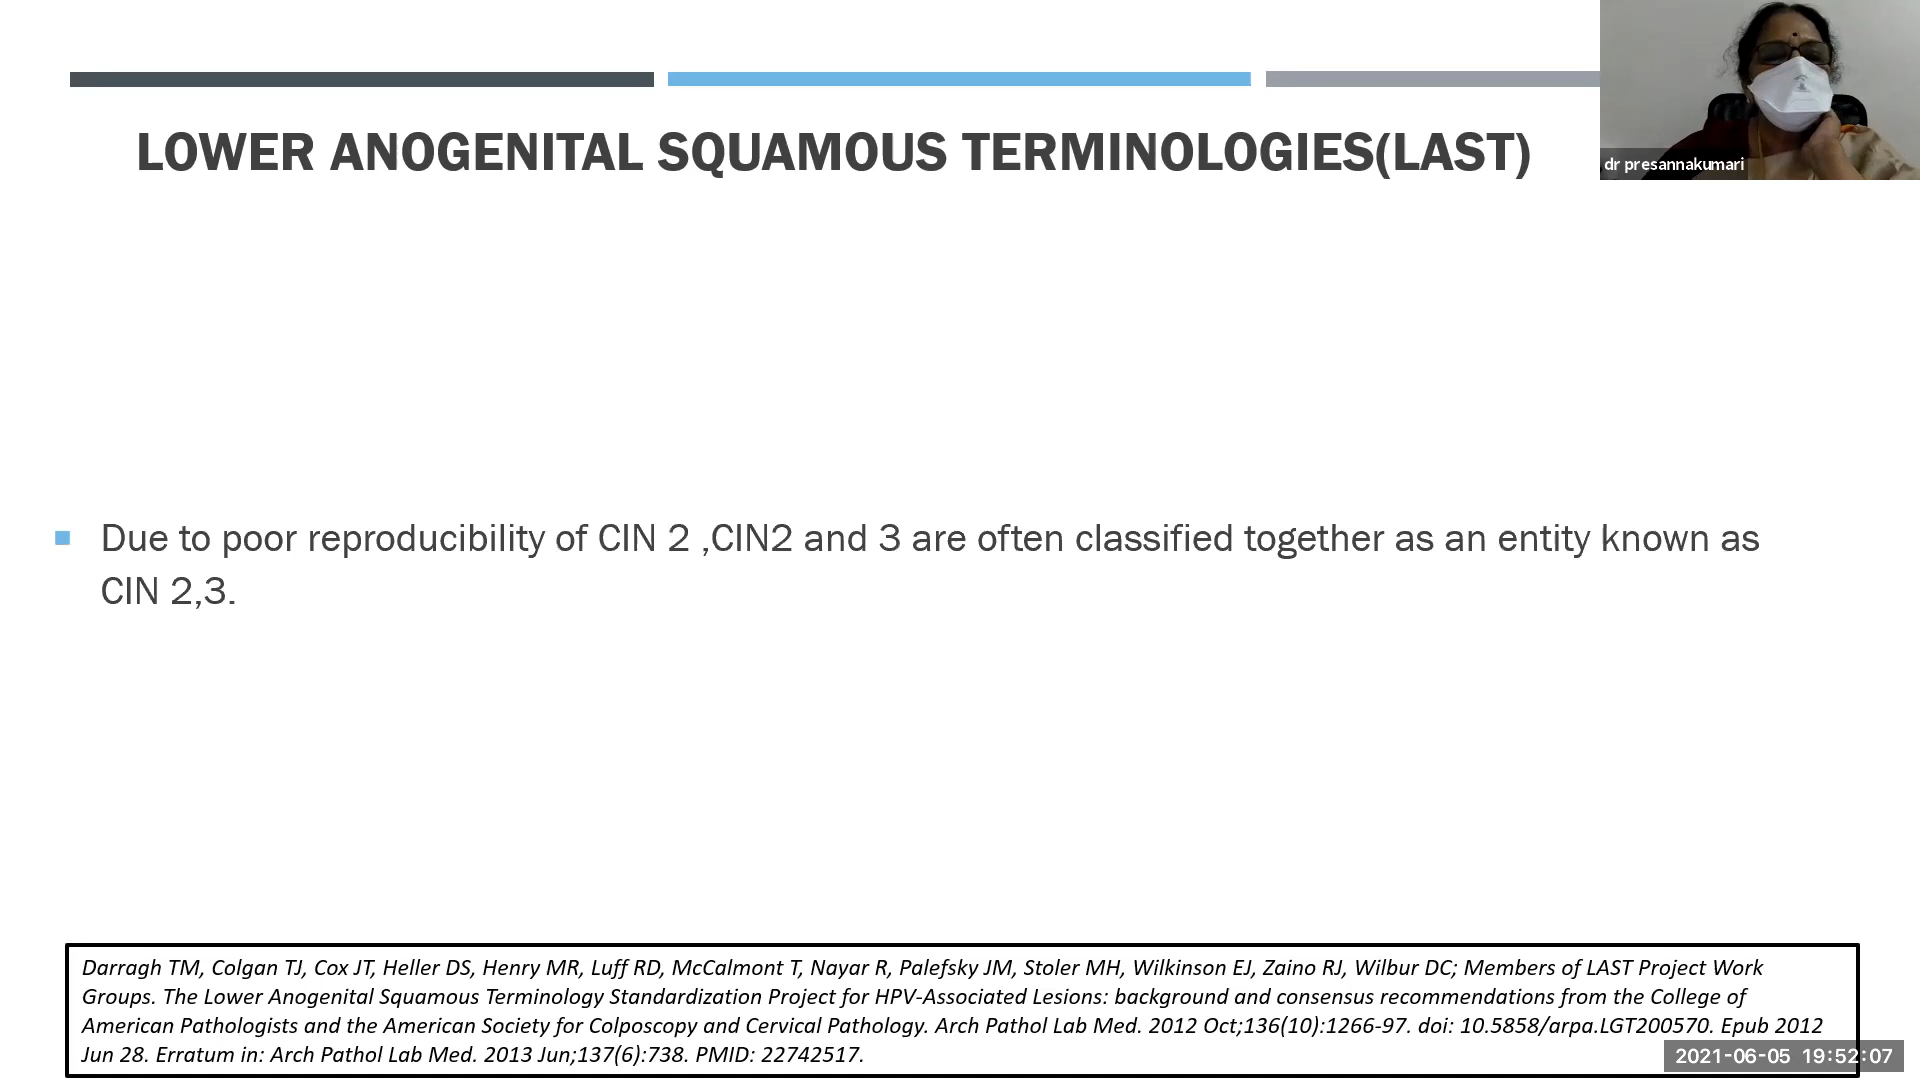 LOWER ANOGENITAL SQUAMOUS TERMINOLOGIES(LAST)
dr presannakumari
Due to poor reproducibility of CIN 2 ,CIN2 and 3 are often classified together as an entity known as
CIN 2,3.
Darragh TM, Colgan TJ, Cox JT, Heller DS, Henry MR, Luff RD, McCalmont T, Nayar R, Palefsky JM, Stoler MH, Wilkinson EJ, Zaino RJ, Wilbur DC; Members of LAST Project Work
Groups. The Lower Anogenital Squamous Terminology Standardization Project for HPV-Associated Lesions: background and consensus recommendations from the College of
American Pathologists and the American Society for Colposcopy and Cervical Pathology. Arch Pathol Lab Med. 2012 Oct;136(10):1266-97. doi: 10.5858/arpa.LGT200570. Epub 2012
Jun 28. Erratum in: Arch Pathol Lab Med. 2013 Jun;137(6):738. PMID: 22742517.
2021-06-05 19:52:07